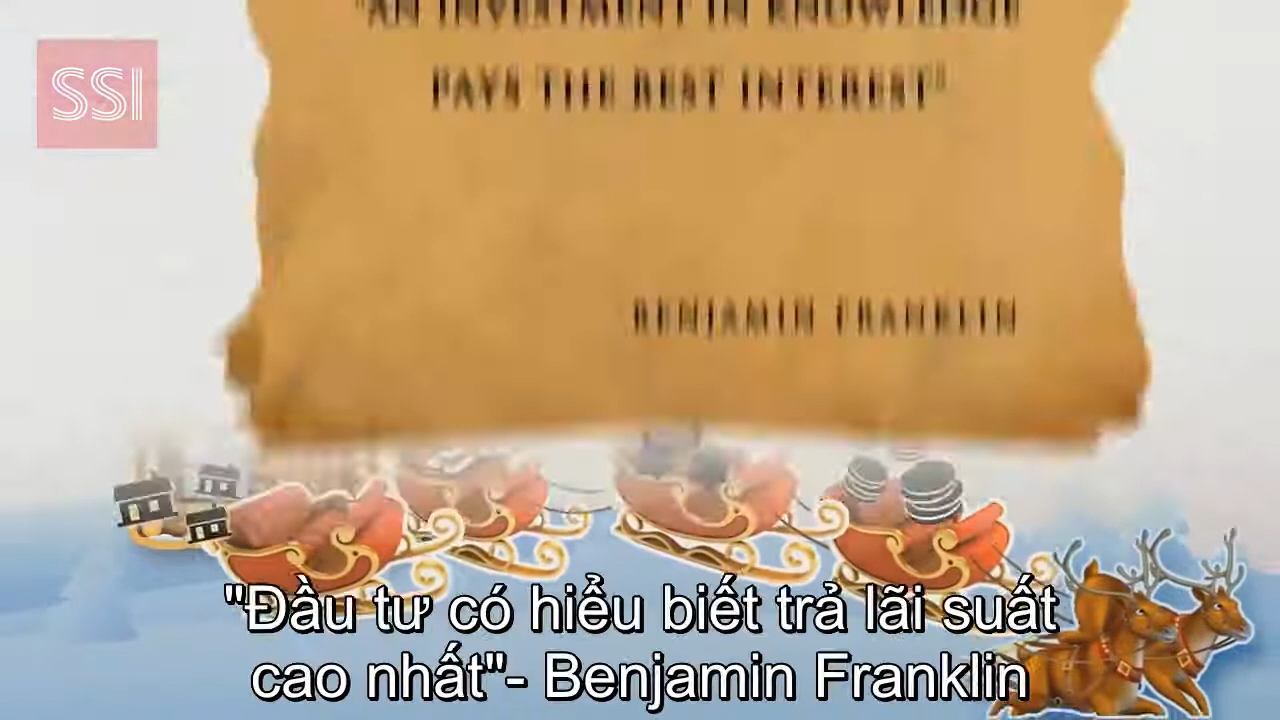 "AN INVESTMENT IN KNOWLEDGE
SSI
PAYS THE BEST INTEREST"
BENJAMIN FRANKLIN
"Đầu tư có hiểu biết trả lãi suất
cao nhất"- Benjamin Franklin